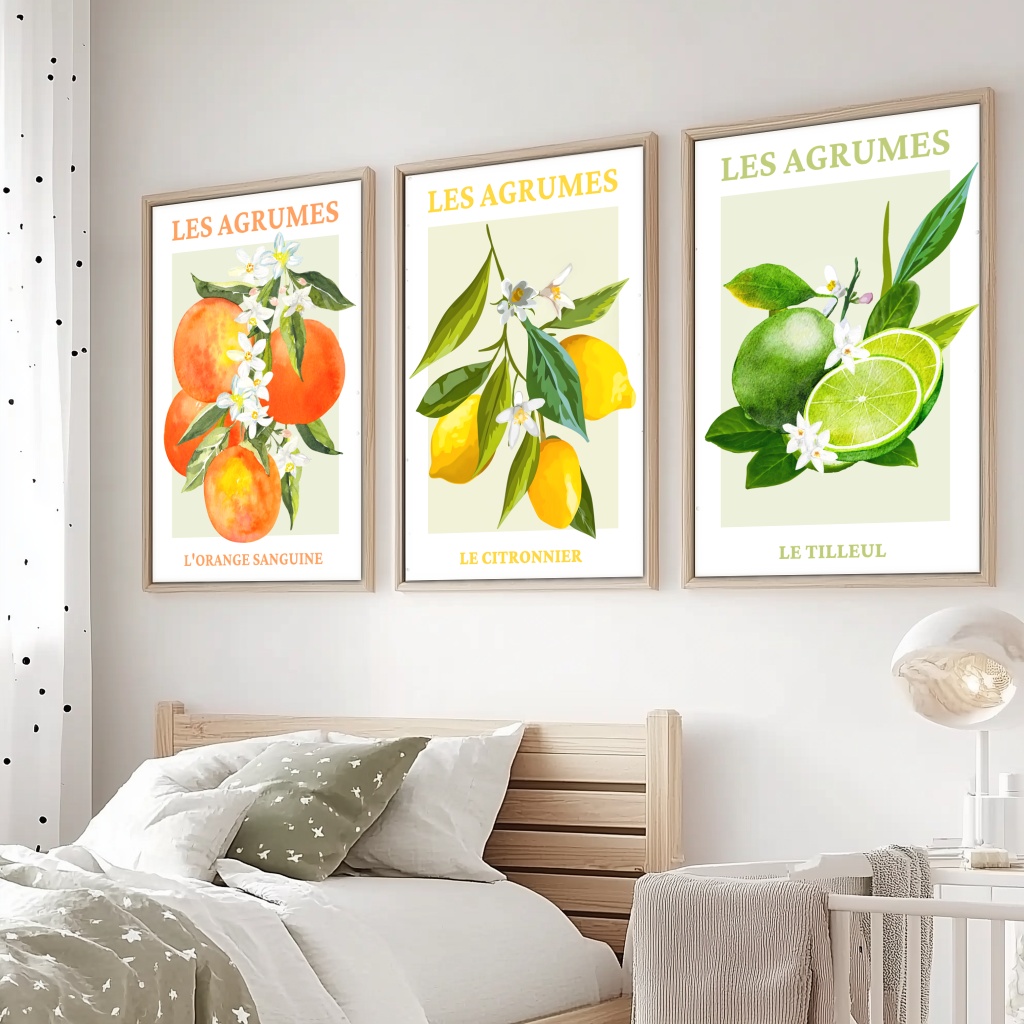 LES AGRUMES
L'ORANGE SANGUINE
LES AGRUMES
LE CITRONNIER
LES AGRUMES
LE TILLEUL